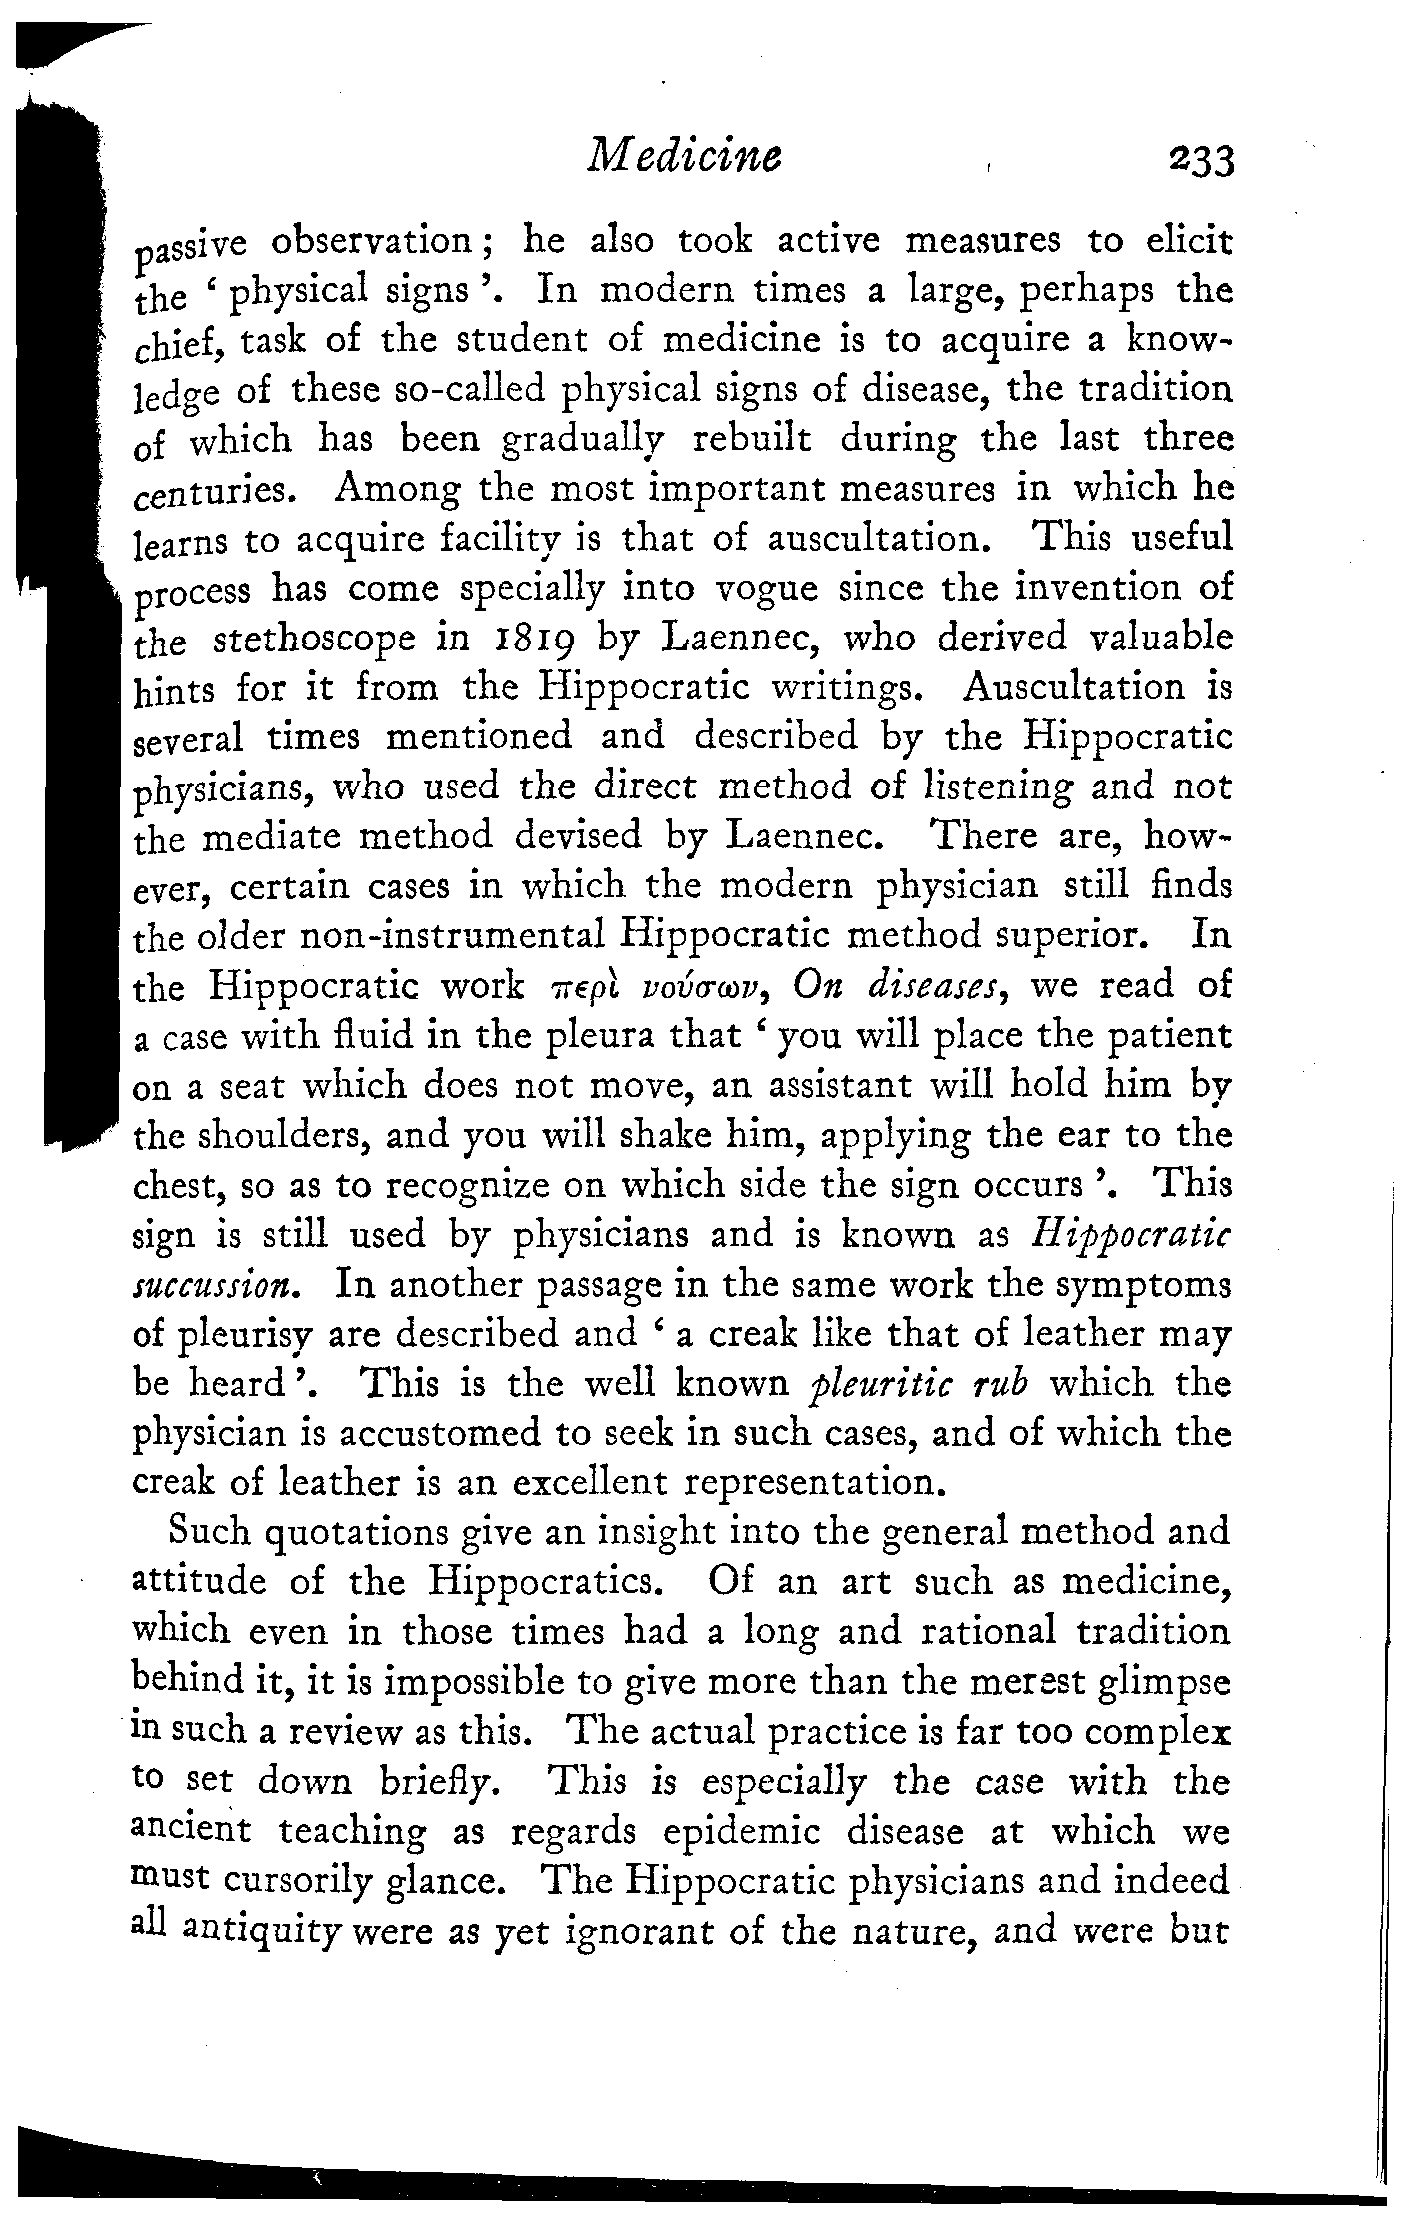 Medicine 233
passive observation ; he also took active measures to elicit
the ‘ physical signs ’. In modern times a large, perhaps the
chief, task of the student of medicine is to acquire a know-
ledge of these so-called physical signs of disease, the tradition
of which has been gradually rebuilt during the last three
centuries. Among the most important measures in which he
learns to acquire facility is that of auscultation. This useful
process has come specially into vogue since the invention of
the stethoscope in 1819 by Laennec, who derived valuable
hints for it from the Hippocratic writings. Auscultation is
several times mentioned and described by the Hippocratic
physicians, who used the direct method of listening and not
the mediate method devised by Laennec. There are, how-
ever, certain cases in which the modern physician still finds
the older non-instrumental Hippocratic method superior. In
the Hippocratic work περὶ νούσων, On diseases, we read of
a case with fluid in the pleura that ‘ you will place the patient
on a seat which does not move, an assistant will hold him by
the shoulders, and you will shake him, applying the ear to the
chest, so as to recognize on which side the sign occurs ’. This
sign is still used by physicians and is known as Hippocratic
succussion. In another passage in the same work the symptoms
of pleurisy are described and ‘ a creak like that of leather may
be heard ’. This is the well known pleuritic rub which the
physician is accustomed to seek in such cases, and of which the
creak of leather is an excellent representation.
Such quotations give an insight into the general method and
attitude of the Hippocratics. Of an art such as medicine,
which even in those times had a long and rational tradition
behind it, it is impossible to give more than the merest glimpse
in such a review as this. The actual practice is far too complex
to set down briefly. This is especially the case with the
ancient teaching as regards epidemic disease at which we
must cursorily glance. The Hippocratic physicians and indeed
all antiquity were as yet ignorant of the nature, and were but